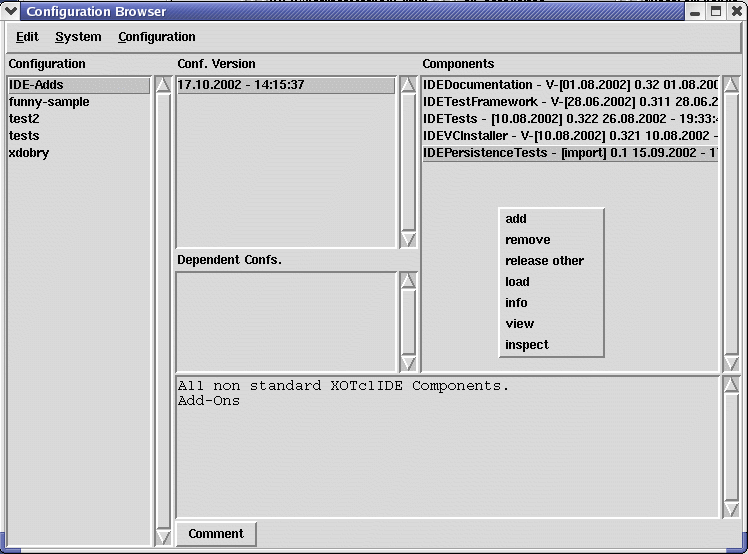 Configuration Browser
Edit System Configuration
Configuration
IDE-Adds
funny-sample
test2
tests
xdobry
Conf. Version
17.10.2002 - 14:15:37
Dependent Confs.
Components
IDEDocumentation - V-[01.08.2002] 0.32 01.08.200
IDETestFramework - V-[28.06.2002] 0.311 28.06.2
IDETests - [10.08.2002] 0.322 26.08.2002 - 19:33:
IDEVCInstaller - V-[10.08.2002] 0.321 10.08.2002 -
IDEPersistenceTests - [import] 0.1 15.09.2002 - 1
add
remove
release other
load
info
view
inspect
All non standard XOTclIDE Components.
Add-Ons
Comment